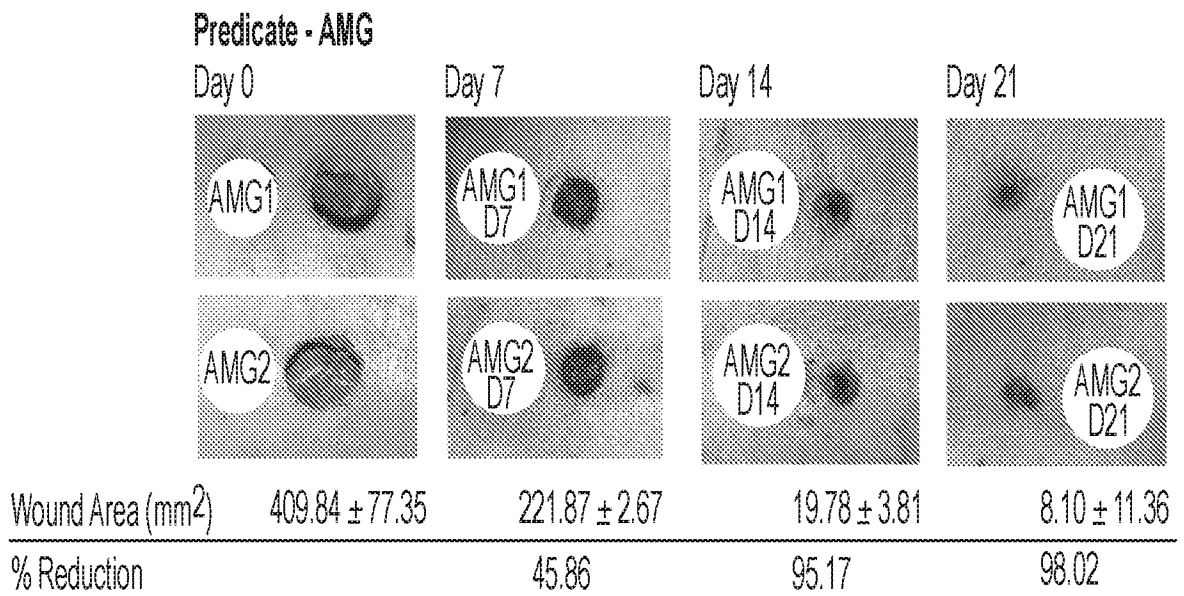 Predicate - AMG
Day 0 Day 7 Day 14 Day 21
AMG1 AMG1 D7 AMG1 D14 AMG1 D21
AMG2 AMG2 D7 AMG2 D14 AMG2 D21
Wound Area (mm2) 409.84 ± 77.35 221.87 ± 2.67 19.78 ± 3.81 8.10 ± 11.36
% Reduction 45.86 95.17 98.02